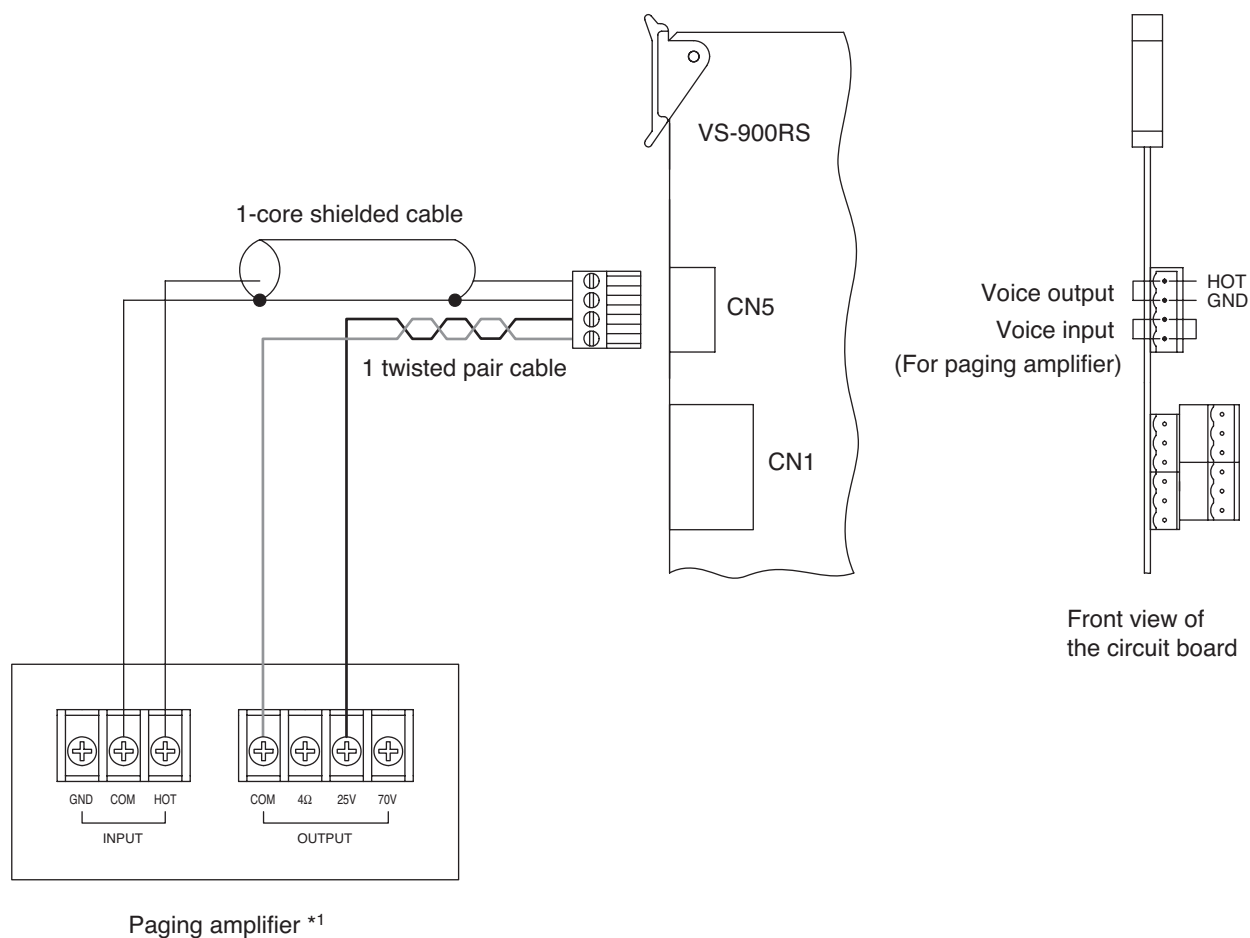 VS-900RS
1-core shielded cable
CN5
1 twisted pair cable
CN1
Voice output
HOT
GND
Voice input
(For paging amplifier)
Front view of
the circuit board
GND COM HOT
INPUT
COM 4Ω 25V 70V
OUTPUT
Paging amplifier *1